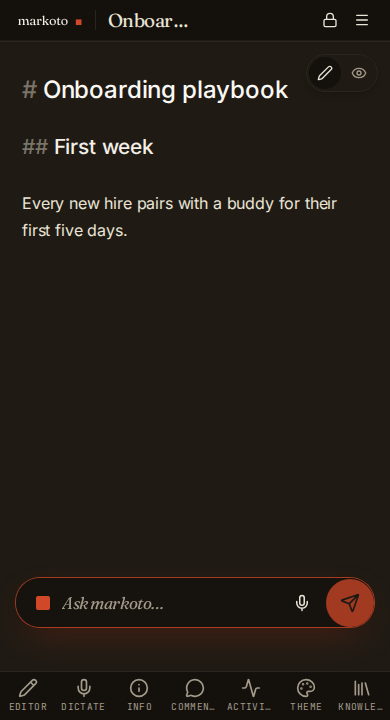 markoto
Onboar…
# Onboarding playbook
## First week
Every new hire pairs with a buddy for their
first five days.
Ask markoto…
EDITOR DICTATE INFO COMMEN… ACTIVI… THEME KNOWLE…